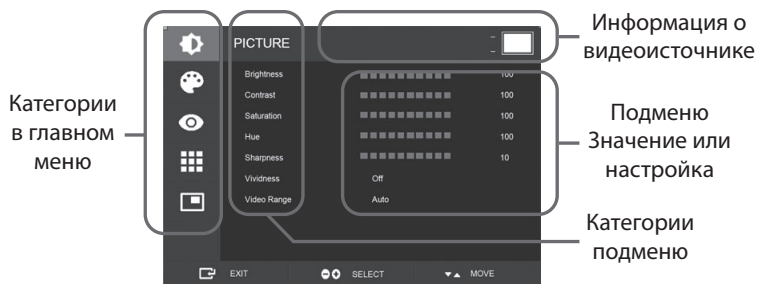 Информация о
видеоисточнике
PICTURE
Brightness 100
Contrast 100
Saturation 100
Hue 100
Sharpness 10
Vividness Off
Video Range Auto
EXIT SELECT MOVE
Категории
в главном
меню
Подменю
Значение или
настройка
Категории
подменю